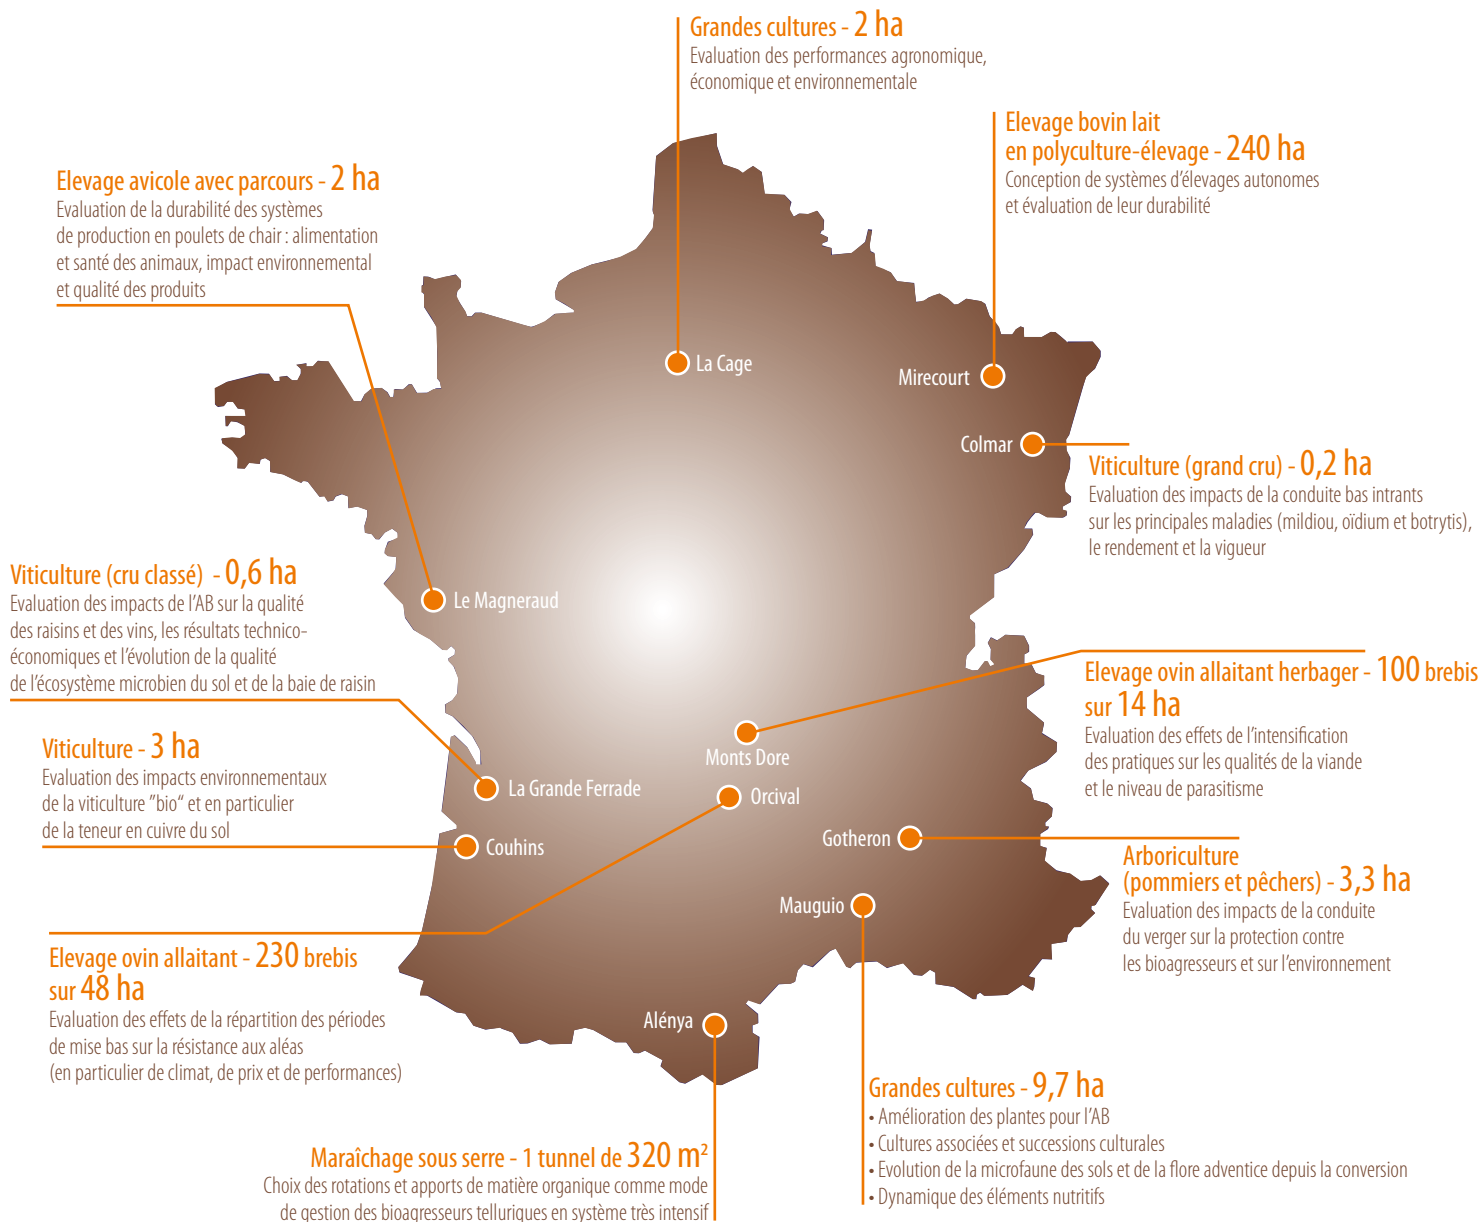 Grandes cultures - 2 ha
Evaluation des performances agronomique,
économique et environnementale
Elevage bovin lait
en polyculture-élevage - 240 ha
Conception de systèmes d'élevages autonomes
et évaluation de leur durabilité
Elevage avicole avec parcours - 2 ha
Evaluation de la durabilité des systèmes
de production en poulets de chair : alimentation
et santé des animaux, impact environnemental
et qualité des produits
La Cage
Mirecourt
Colmar
Viticulture (grand cru) - 0,2 ha
Evaluation des impacts de la conduite bas intrants
sur les principales maladies (mildiou, oïdium et botrytis),
le rendement et la vigueur
Viticulture (cru classé) - 0,6 ha
Evaluation des impacts de l'AB sur la qualité
des raisins et des vins, les résultats technico-
économiques et l'évolution de la qualité
de l'écosystème microbien du sol et de la baie de raisin
Le Magneraud
Elevage ovin allaitant herbager - 100 brebis
sur 14 ha
Evaluation des effets de l'intensification
des pratiques sur les qualités de la viande
et le niveau de parasitisme
Viticulture - 3 ha
Evaluation des impacts environnementaux
de la viticulture "bio" et en particulier
de la teneur en cuivre du sol
Monts Dore
La Grande Ferrade
Orcival
Couhins
Gotheron
Arboriculture
(pommiers et pêchers) - 3,3 ha
Evaluation des impacts de la conduite
du verger sur la protection contre
les bioagresseurs et sur l'environnement
Mauguio
Elevage ovin allaitant - 230 brebis
sur 48 ha
Evaluation des effets de la répartition des périodes
de mise bas sur la résistance aux aléas
(en particulier de climat, de prix et de performances)
Alénya
Grandes cultures - 9,7 ha
• Amélioration des plantes pour l'AB
• Cultures associées et successions culturales
• Evolution de la microfaune des sols et de la flore adventice depuis la conversion
• Dynamique des éléments nutritifs
Maraîchage sous serre - 1 tunnel de 320 m²
Choix des rotations et apports de matière organique comme mode
de gestion des bioagresseurs telluriques en système très intensif